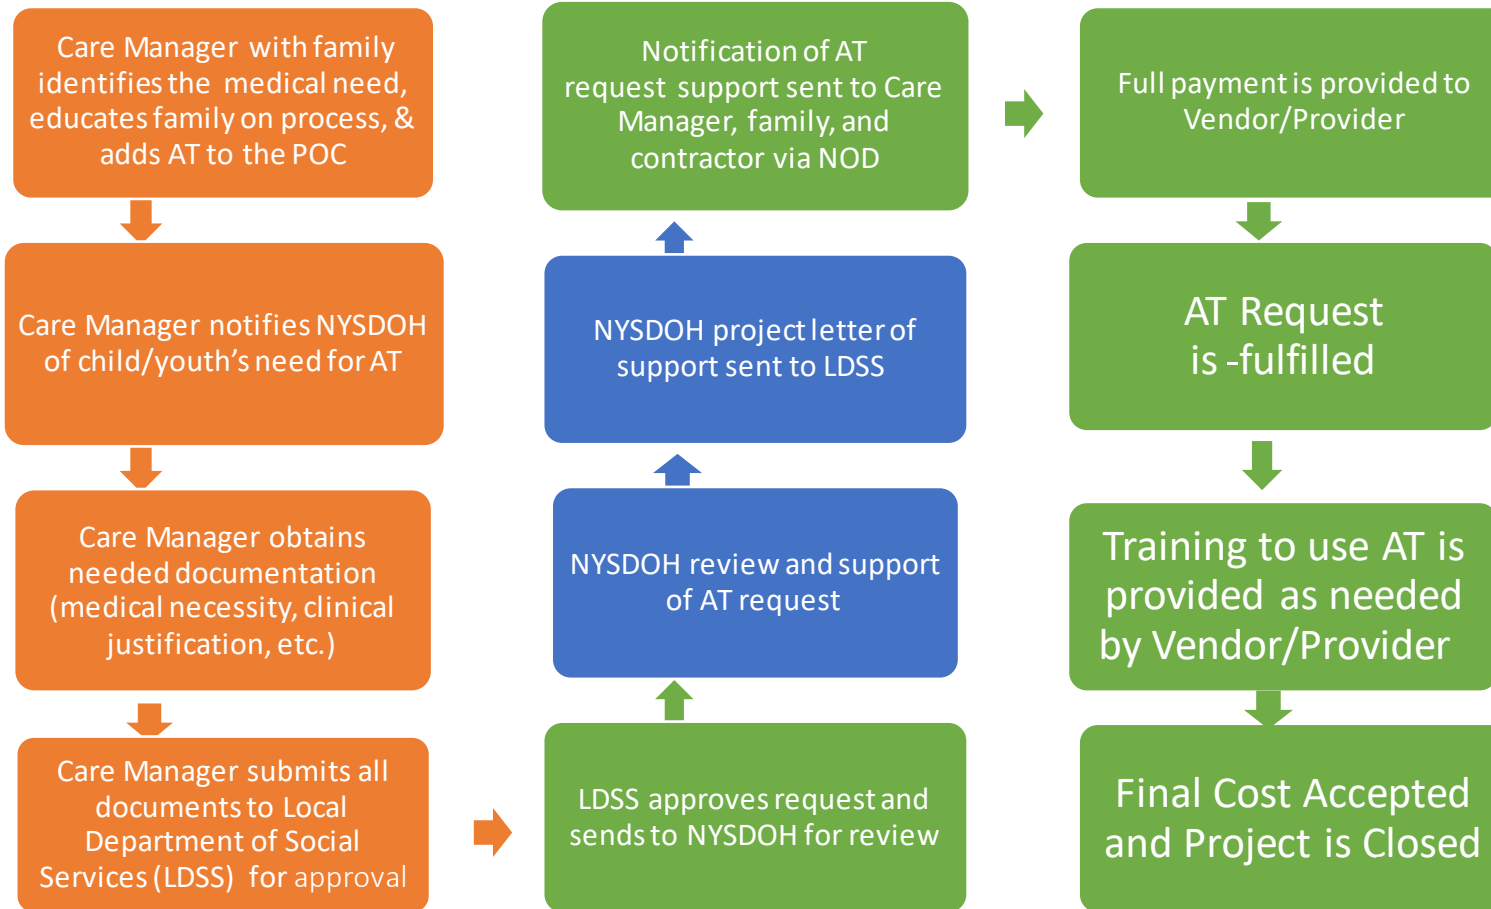 Care Manager with family
identifies the medical need,
educates family on process, &
adds AT to the POC
Care Manager notifies NYSDOH
of child/youth's need for AT
Care Manager obtains
needed documentation
(medical necessity, clinical
justification, etc.)
Care Manager submits all
documents to Local
Department of Social
Services (LDSS) for approval
LDSS approves request and
sends to NYSDOH for review
NYSDOH review and support
of AT request
NYSDOH project letter of
support sent to LDSS
Notification of AT
request support sent to Care
Manager, family, and
contractor via NOD
Full payment is provided to
Vendor/Provider
AT Request
is -fulfilled
Training to use AT is
provided as needed
by Vendor/Provider
Final Cost Accepted
and Project is Closed